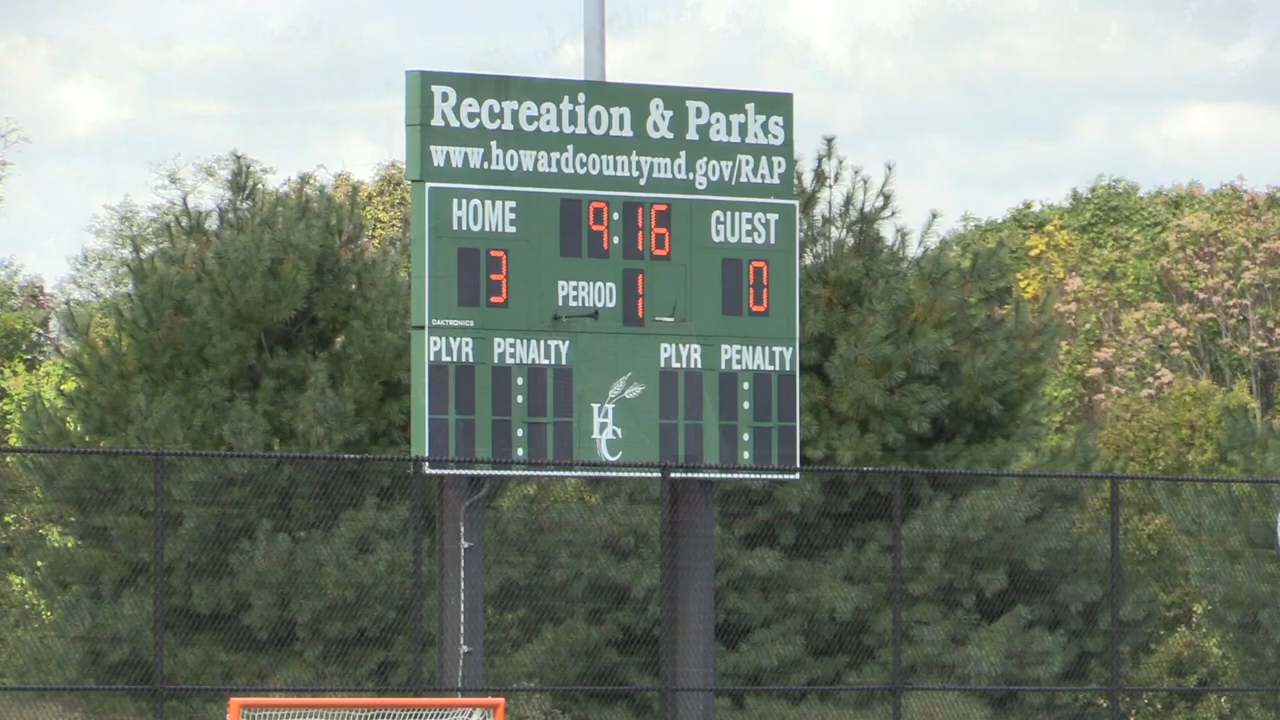 Recreation & Parks
www.howardcountymd.gov/RAP
HOME 9:16 GUEST
3 PERIOD 1 0
DAKTRONICS
PLYR PENALTY PLYR PENALTY
HC